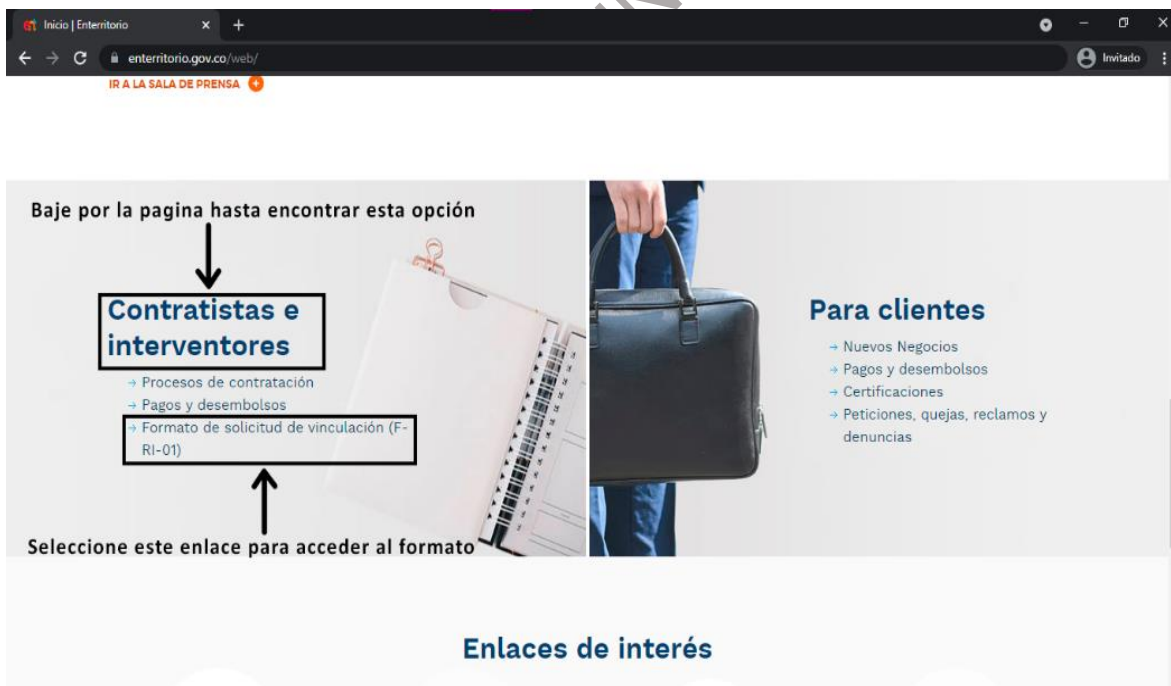 Inicio | Enterritorio
enterritorio.gov.co/web/
Invitado
IR A LA SALA DE PRENSA
Baje por la pagina hasta encontrar esta opción
Contratistas e
interventores
→ Procesos de contratación
→ Pagos y desembolsos
→ Formato de solicitud de vinculación (F-
RI-01)
Seleccione este enlace para acceder al formato
Para clientes
→ Nuevos Negocios
→ Pagos y desembolsos
→ Certificaciones
→ Peticiones, quejas, reclamos y
denuncias
Enlaces de interés